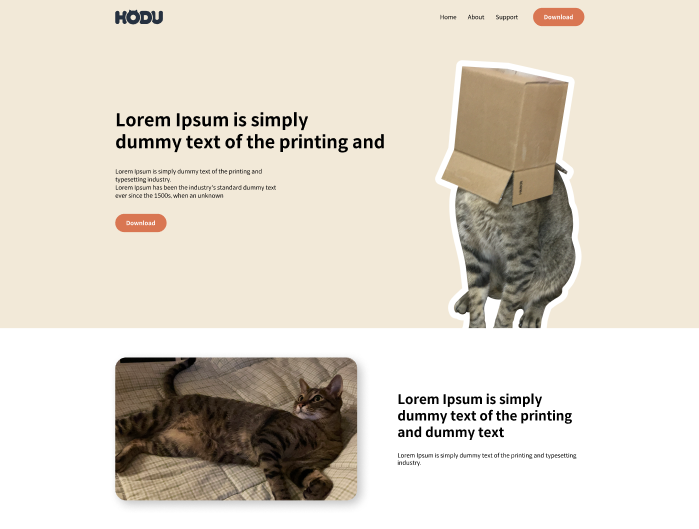 HODU
Home About Support Download
Lorem Ipsum is simply
dummy text of the printing and
Lorem Ipsum is simply dummy text of the printing and
typesetting industry.
Lorem Ipsum has been the industry's standard dummy text
ever since the 1500s, when an unknown
Download
Lorem Ipsum is simply
dummy text of the printing
and dummy text
Lorem Ipsum is simply dummy text of the printing and typesetting
industry.